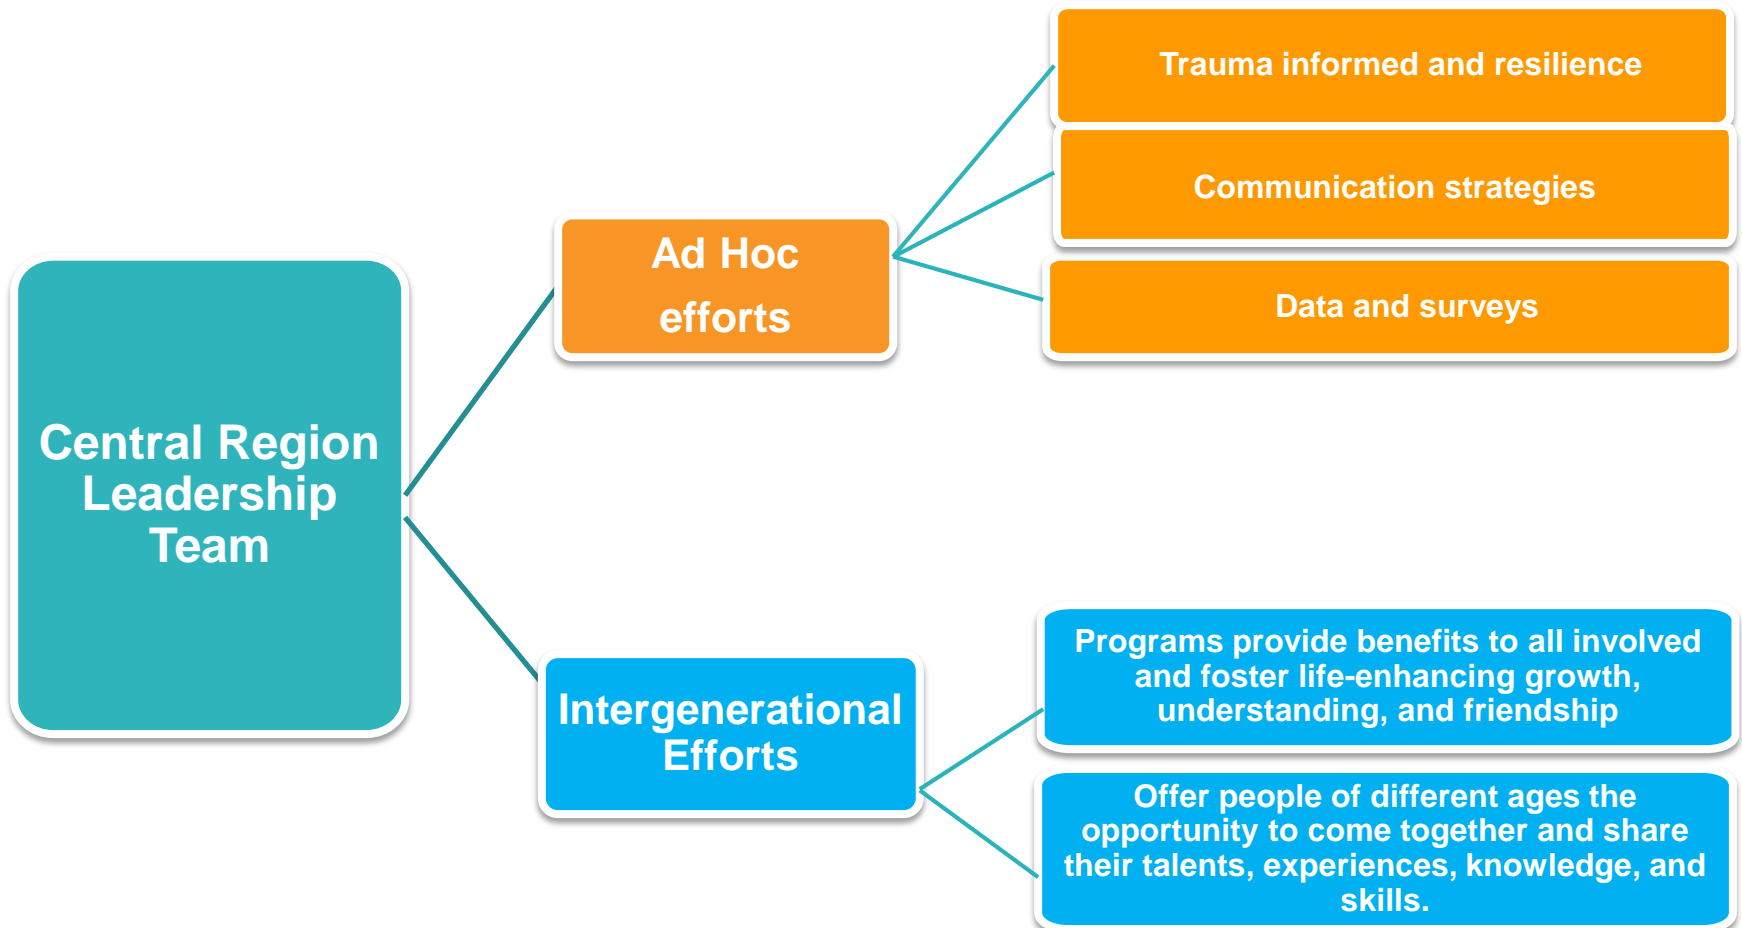 Trauma informed and resilience
Communication strategies
Data and surveys
Ad Hoc
efforts
Central Region
Leadership
Team
Intergenerational
Efforts
Programs provide benefits to all involved
and foster life-enhancing growth,
understanding, and friendship
Offer people of different ages the
opportunity to come together and share
their talents, experiences, knowledge, and
skills.